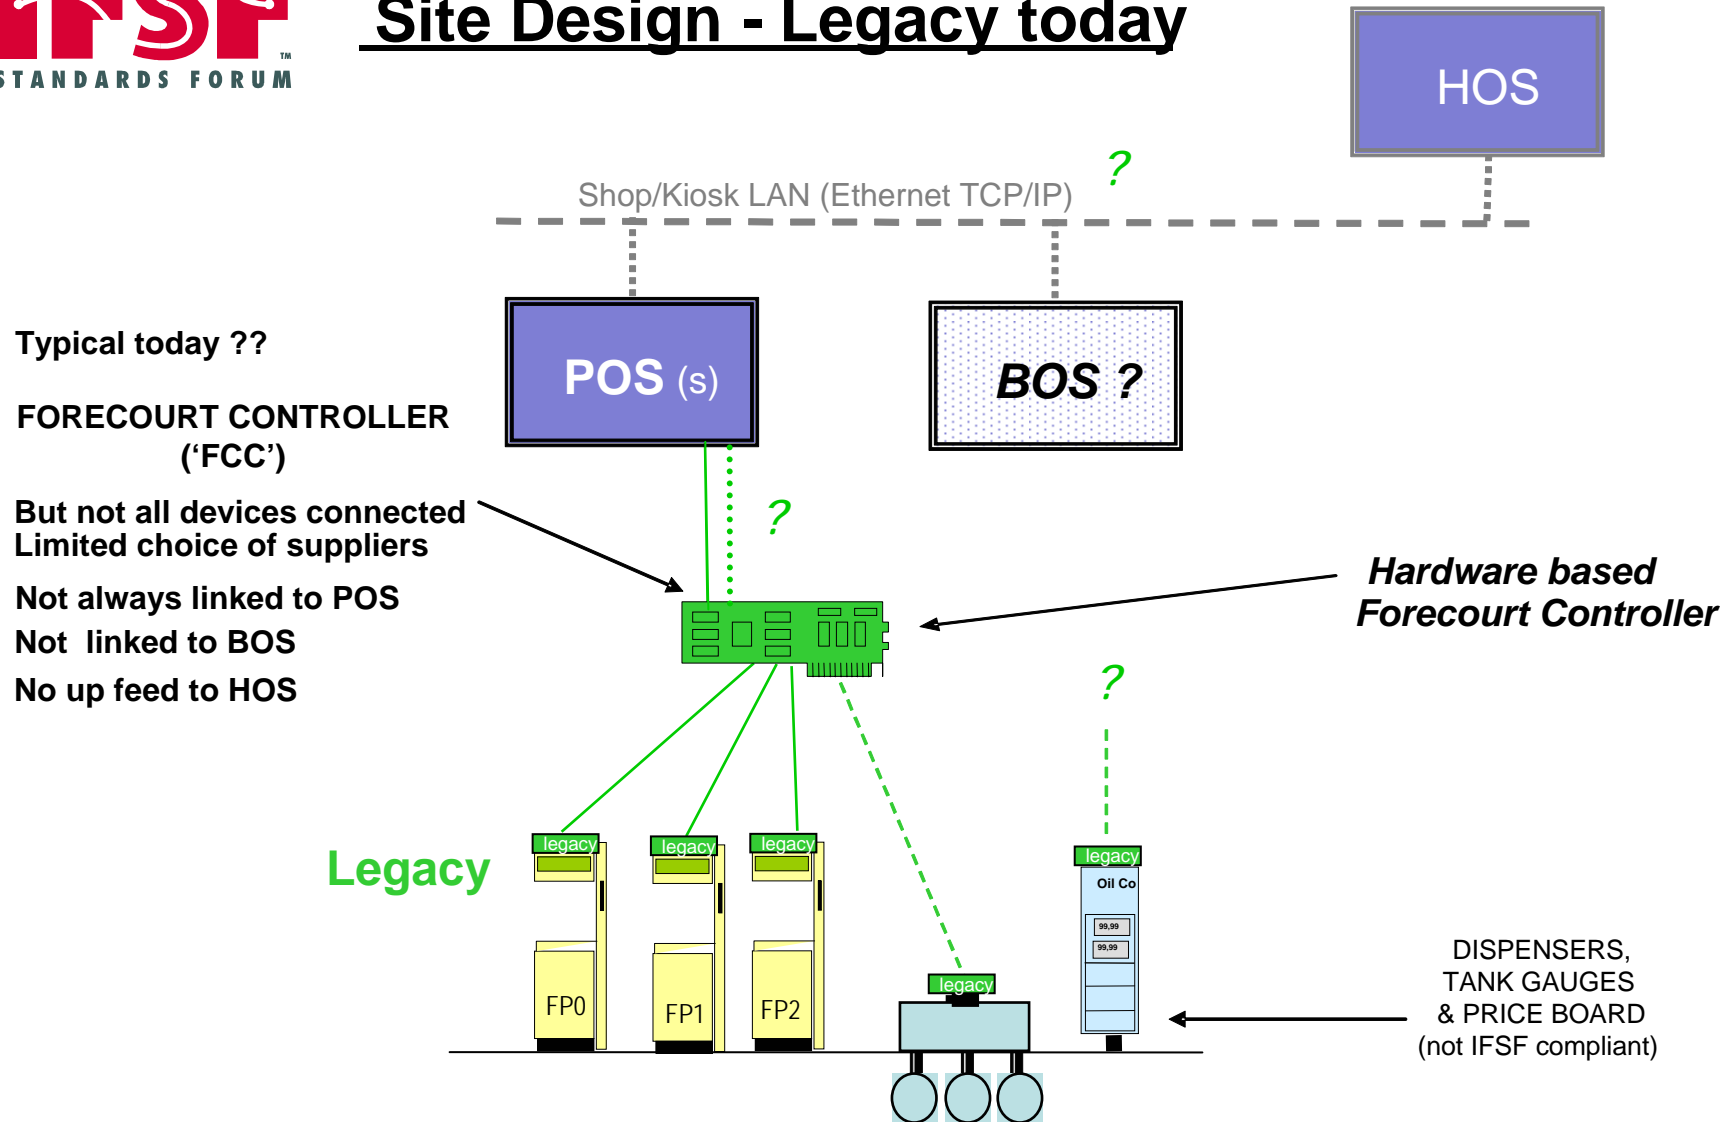 IFSF
TM
STANDARDS FORUM
Site Design - Legacy today
HOS
?
Shop/Kiosk LAN (Ethernet TCP/IP)
POS (s)
BOS ?
Typical today ??
FORECOURT CONTROLLER
(‘FCC’)
But not all devices connected
Limited choice of suppliers
Not always linked to POS
Not linked to BOS
No up feed to HOS
?
Hardware based
Forecourt Controller
?
Legacy
legacy
legacy
legacy
legacy
legacy
Oil Co
99,99
99,99
FP0
FP1
FP2
DISPENSERS,
TANK GAUGES
& PRICE BOARD
(not IFSF compliant)